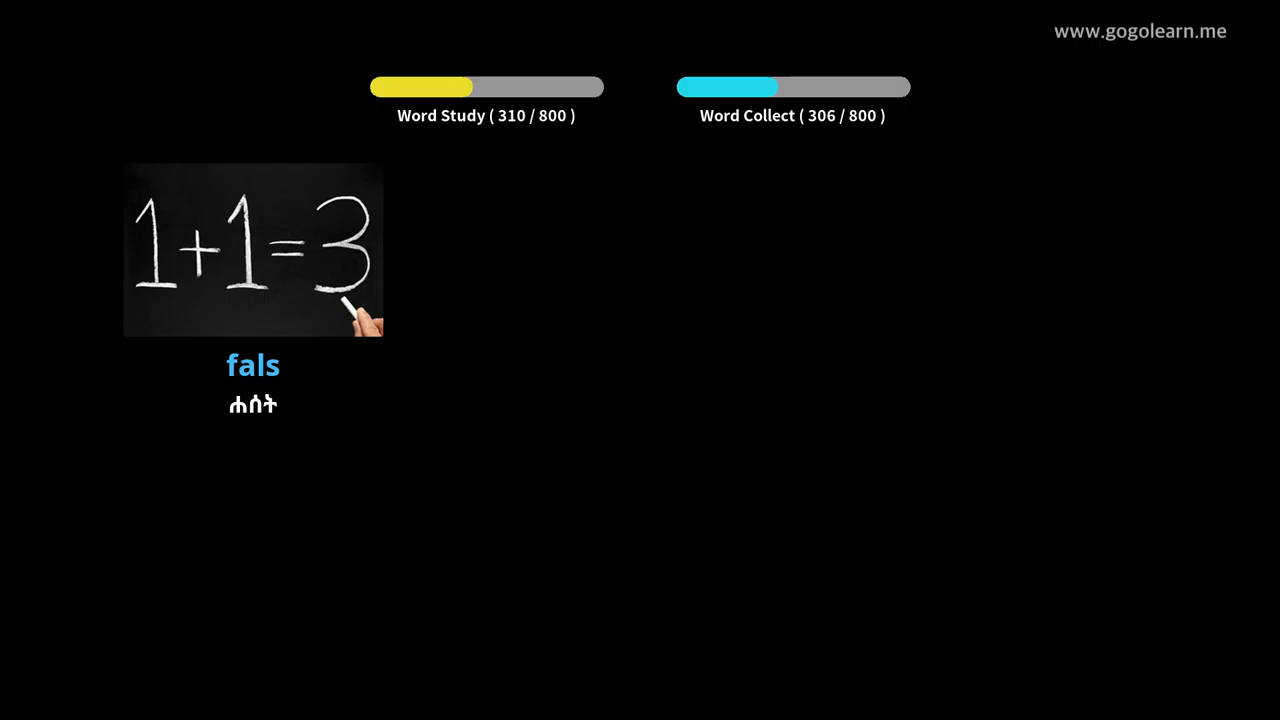 www.gogolearn.me
Word Study ( 310 / 800 )
Word Collect ( 306 / 800 )
1+1=3
fals
ሐሰት